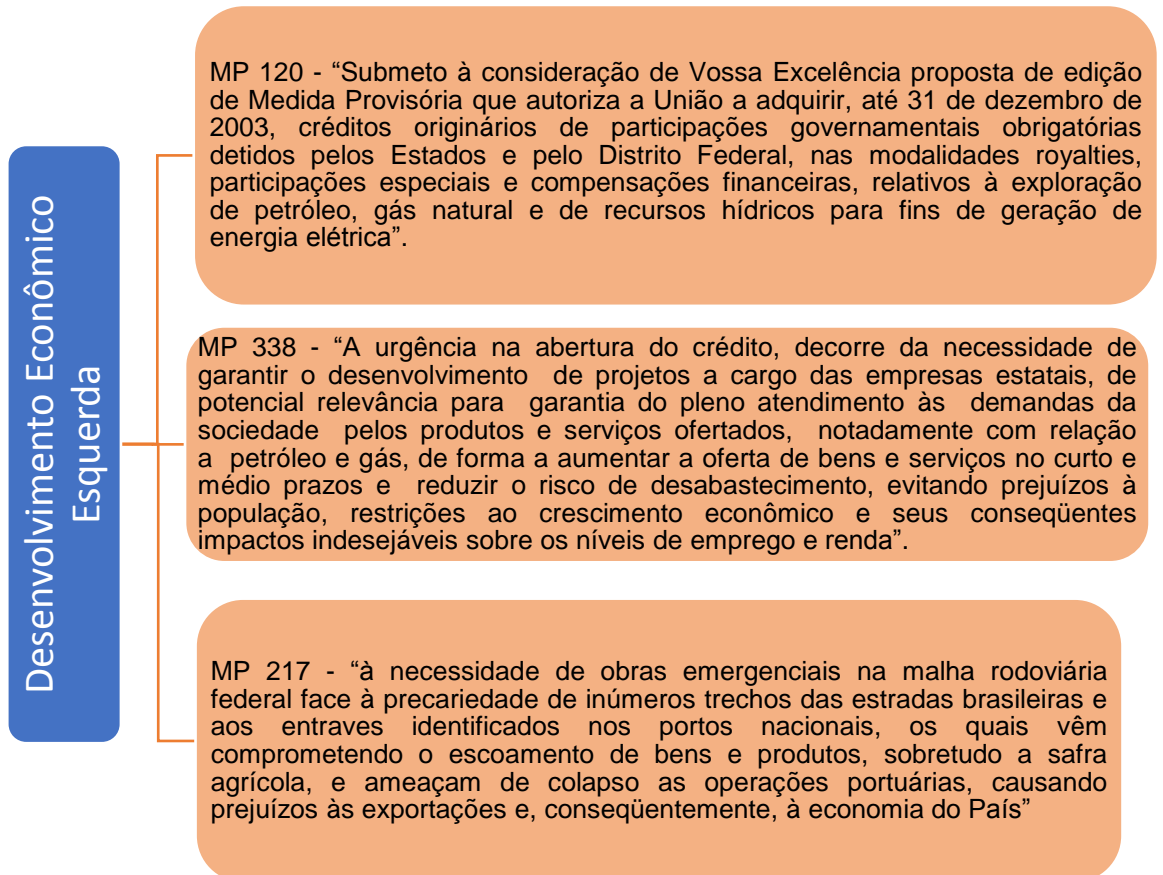 Desenvolvimento Econômico
Esquerda
MP 120 - “Submeto à consideração de Vossa Excelência proposta de edição
de Medida Provisória que autoriza a União a adquirir, até 31 de dezembro de
2003, créditos originários de participações governamentais obrigatórias
detidos pelos Estados e pelo Distrito Federal, nas modalidades royalties,
participações especiais e compensações financeiras, relativos à exploração
de petróleo, gás natural e de recursos hídricos para fins de geração de
energia elétrica”.
MP 338 - “A urgência na abertura do crédito, decorre da necessidade de
garantir o desenvolvimento de projetos a cargo das empresas estatais, de
potencial relevância para garantia do pleno atendimento às demandas da
sociedade pelos produtos e serviços ofertados, notadamente com relação
a petróleo e gás, de forma a aumentar a oferta de bens e serviços no curto e
médio prazos e reduzir o risco de desabastecimento, evitando prejuízos à
população, restrições ao crescimento econômico e seus conseqüentes
impactos indesejáveis sobre os níveis de emprego e renda”.
MP 217 - “à necessidade de obras emergenciais na malha rodoviária
federal face à precariedade de inúmeros trechos das estradas brasileiras e
aos entraves identificados nos portos nacionais, os quais vêm
comprometendo o escoamento de bens e produtos, sobretudo a safra
agrícola, e ameaçam de colapso as operações portuárias, causando
prejuízos às exportações e, conseqüentemente, à economia do País”